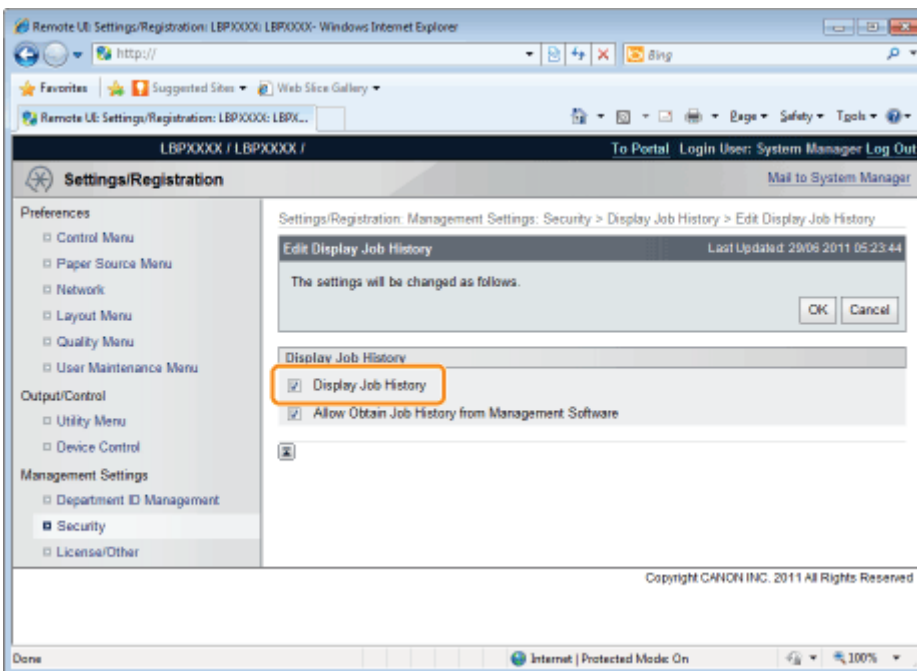 Remote UI: Settings/Registration: LBPXXXX: LBPXXXX- Windows Internet Explorer
http:// Bing
Favorites Suggested Sites Web Slice Gallery
Remote UI: Settings/Registration: LBPXXXX: LBPX... Page Safety Tools
LBPXXXX / LBPXXXX / To Portal Login User: System Manager Log Out
Settings/Registration Mail to System Manager
Preferences
Control Menu
Paper Source Menu
Network
Layout Menu
Quality Menu
User Maintenance Menu
Output/Control
Utility Menu
Device Control
Management Settings
Department ID Management
Security
License/Other
Settings/Registration: Management Settings: Security > Display Job History > Edit Display Job History
Edit Display Job History Last Updated: 29/06 2011 05:23:44
The settings will be changed as follows.
OK Cancel
Display Job History
Display Job History
Allow Obtain Job History from Management Software
Copyright CANON INC. 2011 All Rights Reserved
Done Internet | Protected Mode: On 100%